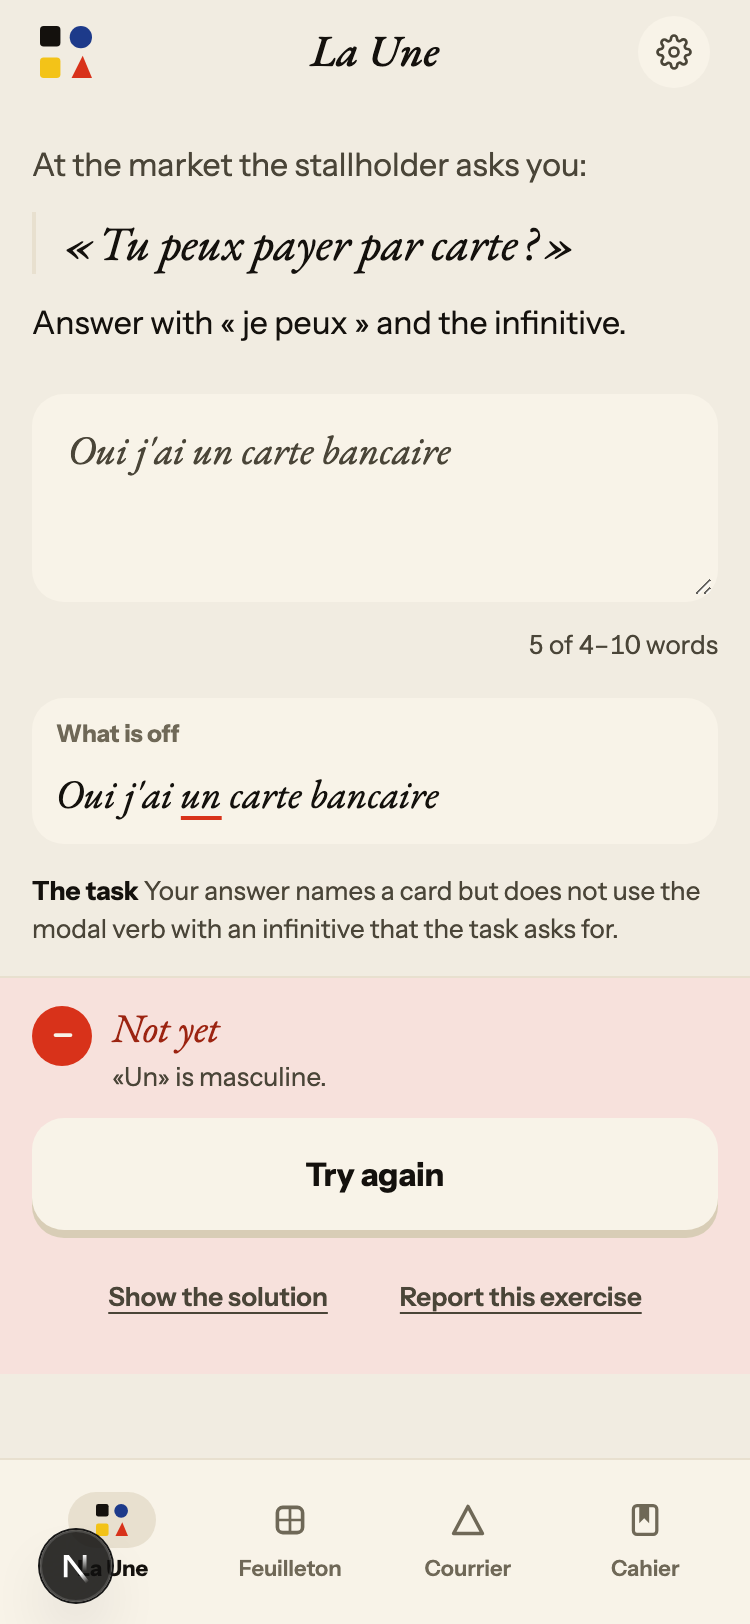 La Une
At the market the stallholder asks you:
« Tu peux payer par carte ? »
Answer with « je peux » and the infinitive.
Oui j'ai un carte bancaire
5 of 4–10 words
What is off
Oui j'ai un carte bancaire
The task Your answer names a card but does not use the
modal verb with an infinitive that the task asks for.
Not yet
«Un» is masculine.
Try again
Show the solution
Report this exercise
N
La Une
Feuilleton
Courrier
Cahier